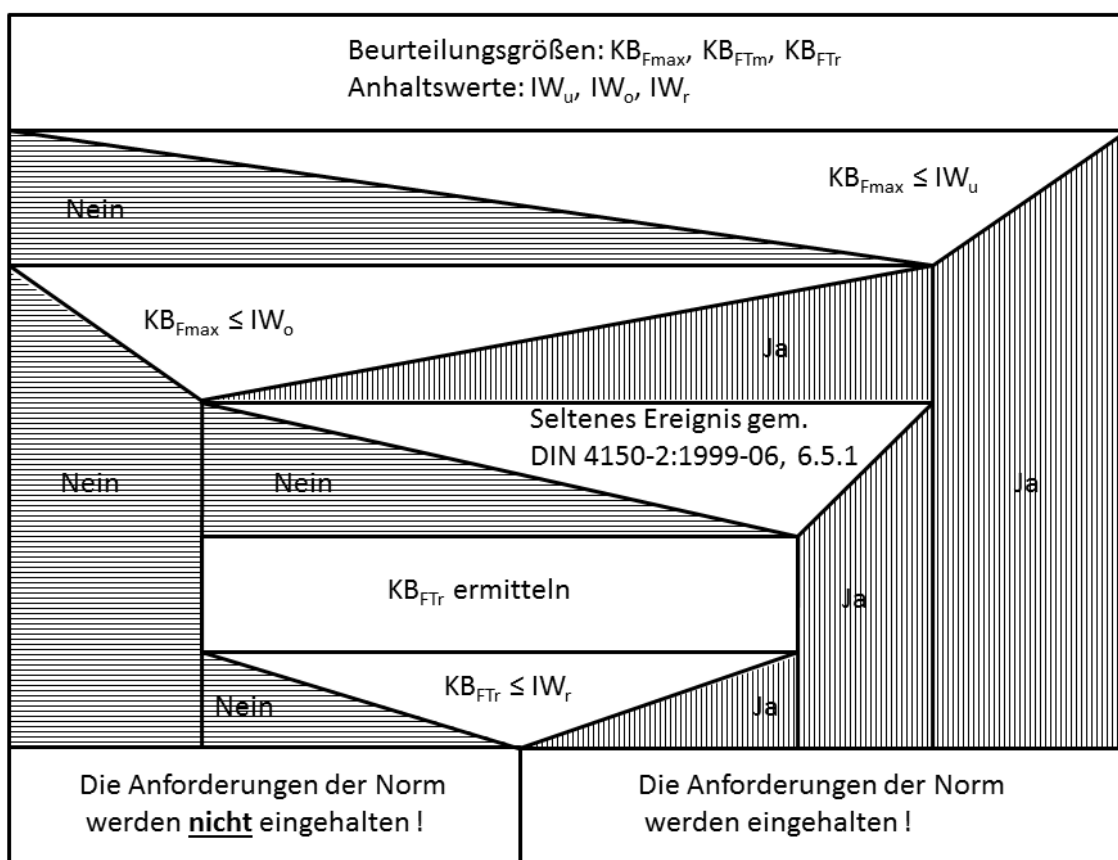 Beurteilungsgrößen: KB_Fmax, KB_FTm, KB_FTr
Anhaltswerte: IW_u, IW_o, IW_r
KB_Fmax ≤ IW_u
Nein
KB_Fmax ≤ IW_o
Ja
Seltenes Ereignis gem.
DIN 4150-2:1999-06, 6.5.1
Nein
Nein
Ja
KB_FTr ermitteln
Ja
KB_FTr ≤ IW_r
Nein
Ja
Die Anforderungen der Norm
werden nicht eingehalten !
Die Anforderungen der Norm
werden eingehalten !